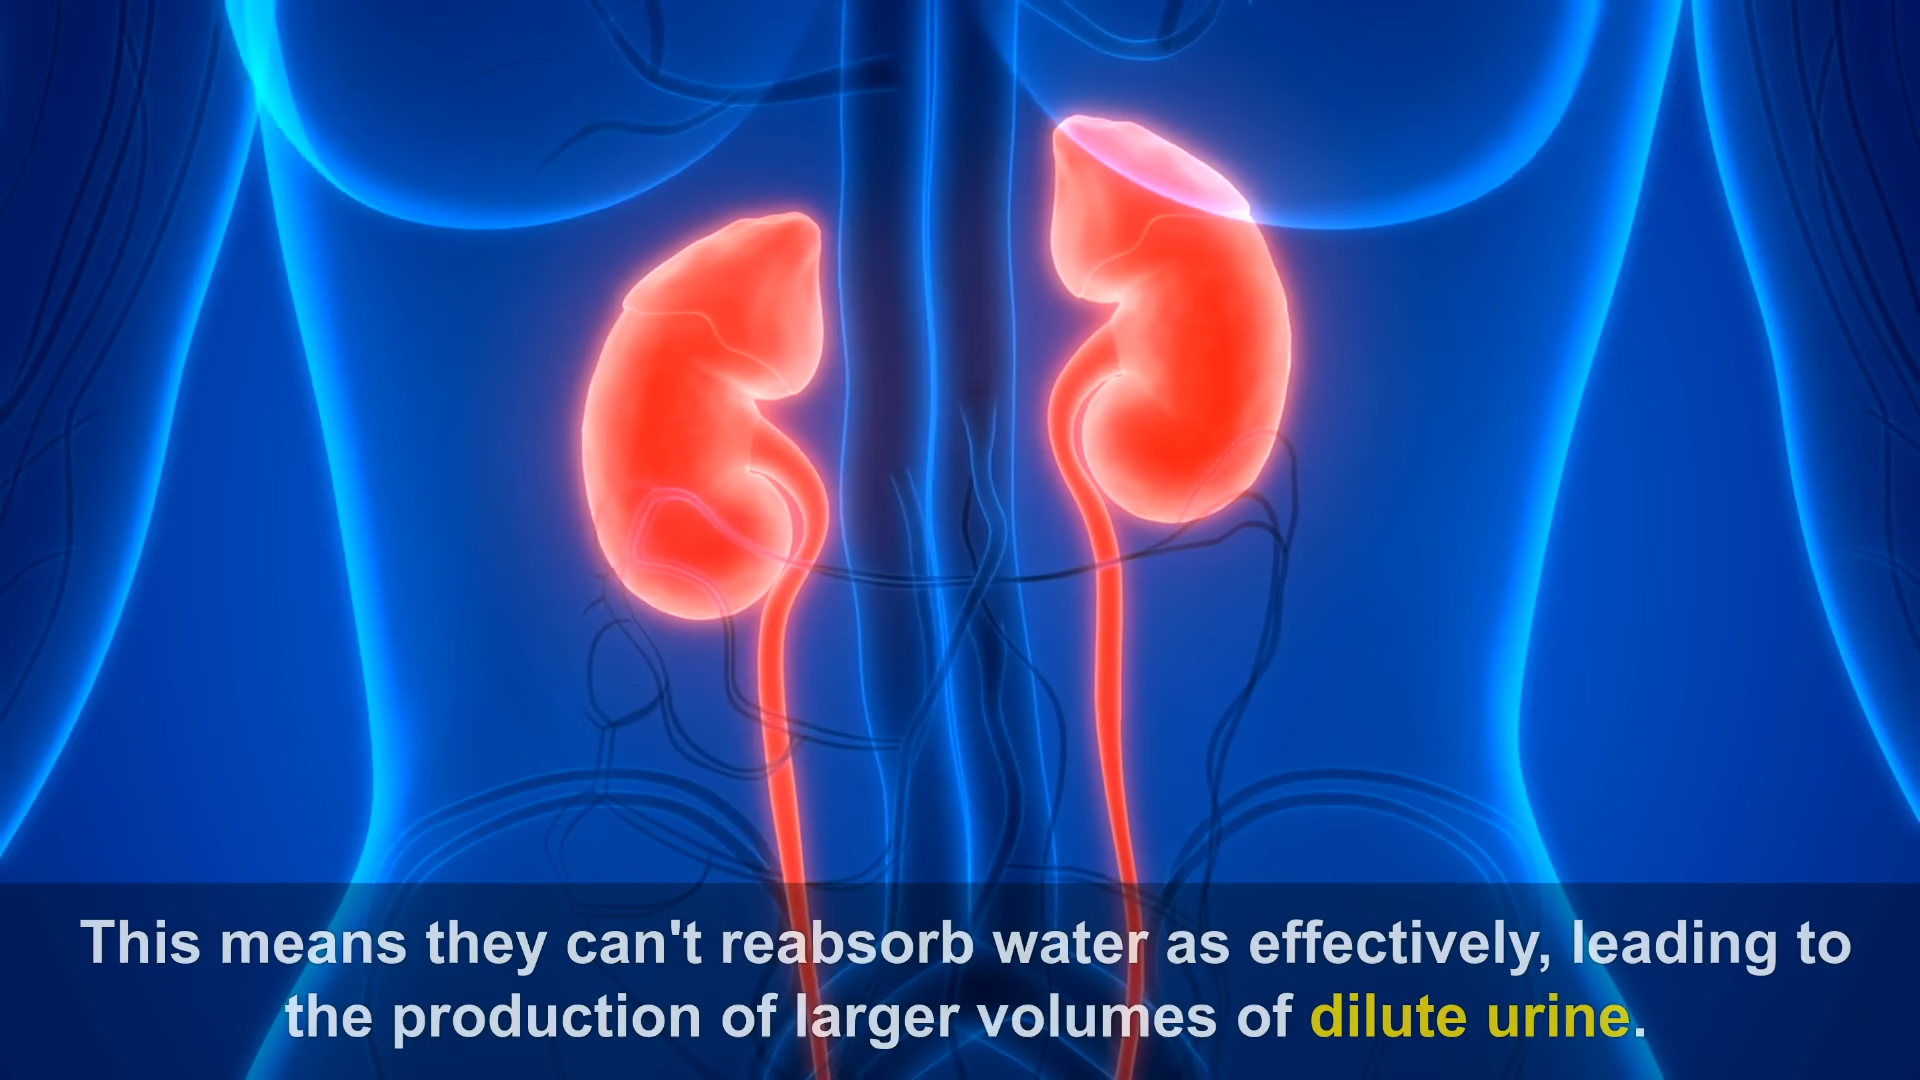 This means they can't reabsorb water as effectively, leading to
the production of larger volumes of dilute urine.